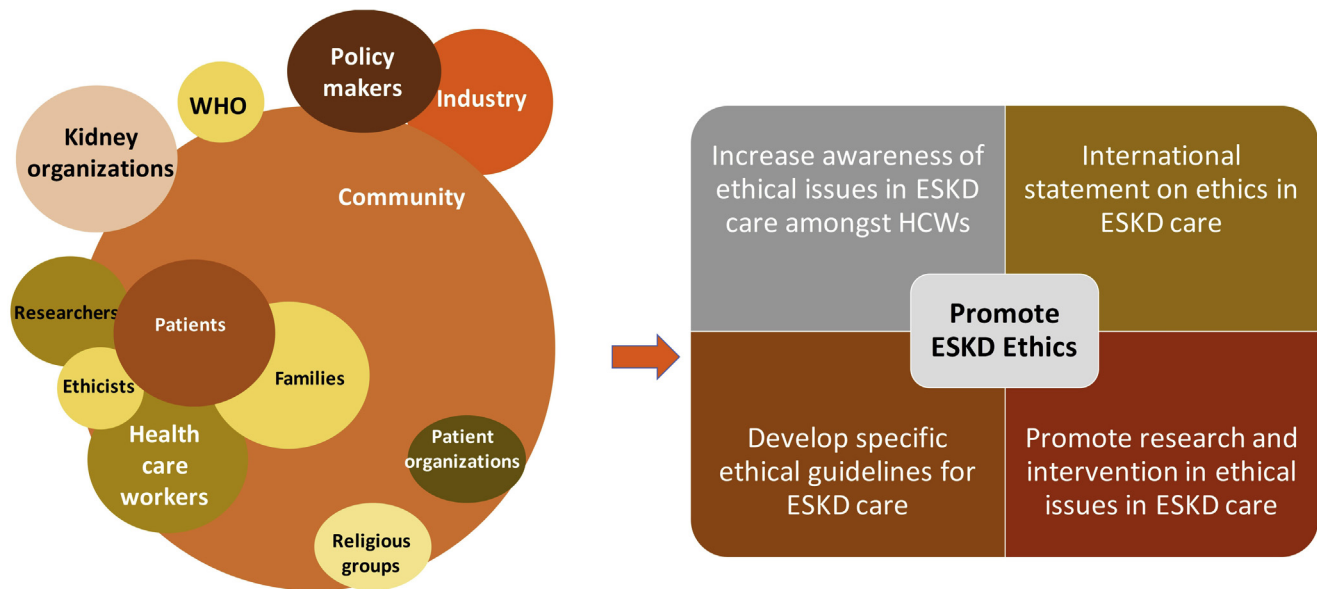 Policy
makers
Industry
WHO
Kidney
organizations
Community
Researchers
Patients
Ethicists
Families
Health
care
workers
Patient
organizations
Religious
groups
Increase awareness of
ethical issues in ESKD
care amongst HCWs
International
statement on ethics in
ESKD care
Promote
ESKD Ethics
Develop specific
ethical guidelines for
ESKD care
Promote research and
intervention in ethical
issues in ESKD care